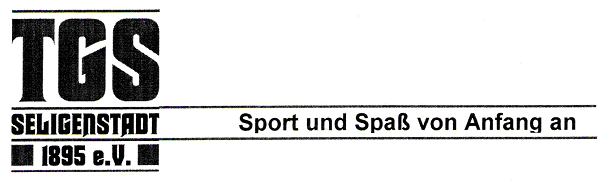 TGS
SELIGENSTADT
Sport und Spaß von Anfang an
1895 e.V.